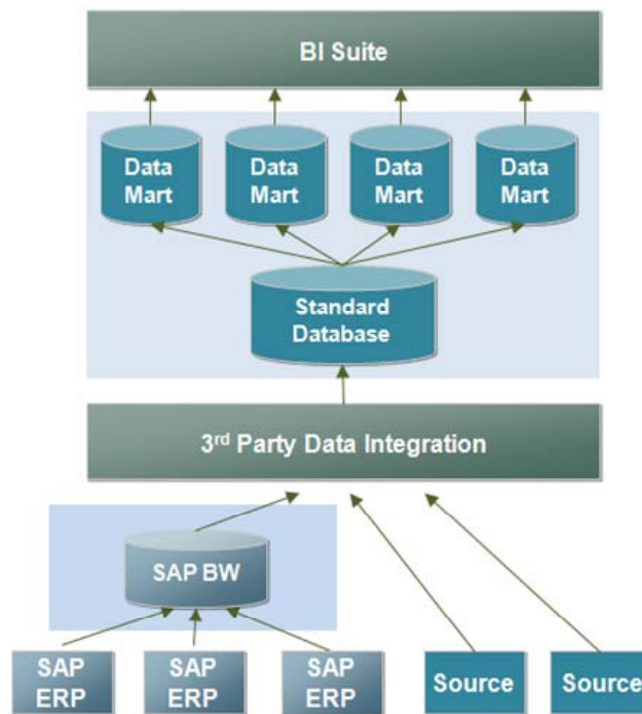 BI Suite
Data
Mart
Data
Mart
Data
Mart
Data
Mart
Standard
Database
3rd Party Data Integration
SAP BW
SAP
ERP
SAP
ERP
SAP
ERP
Source
Source